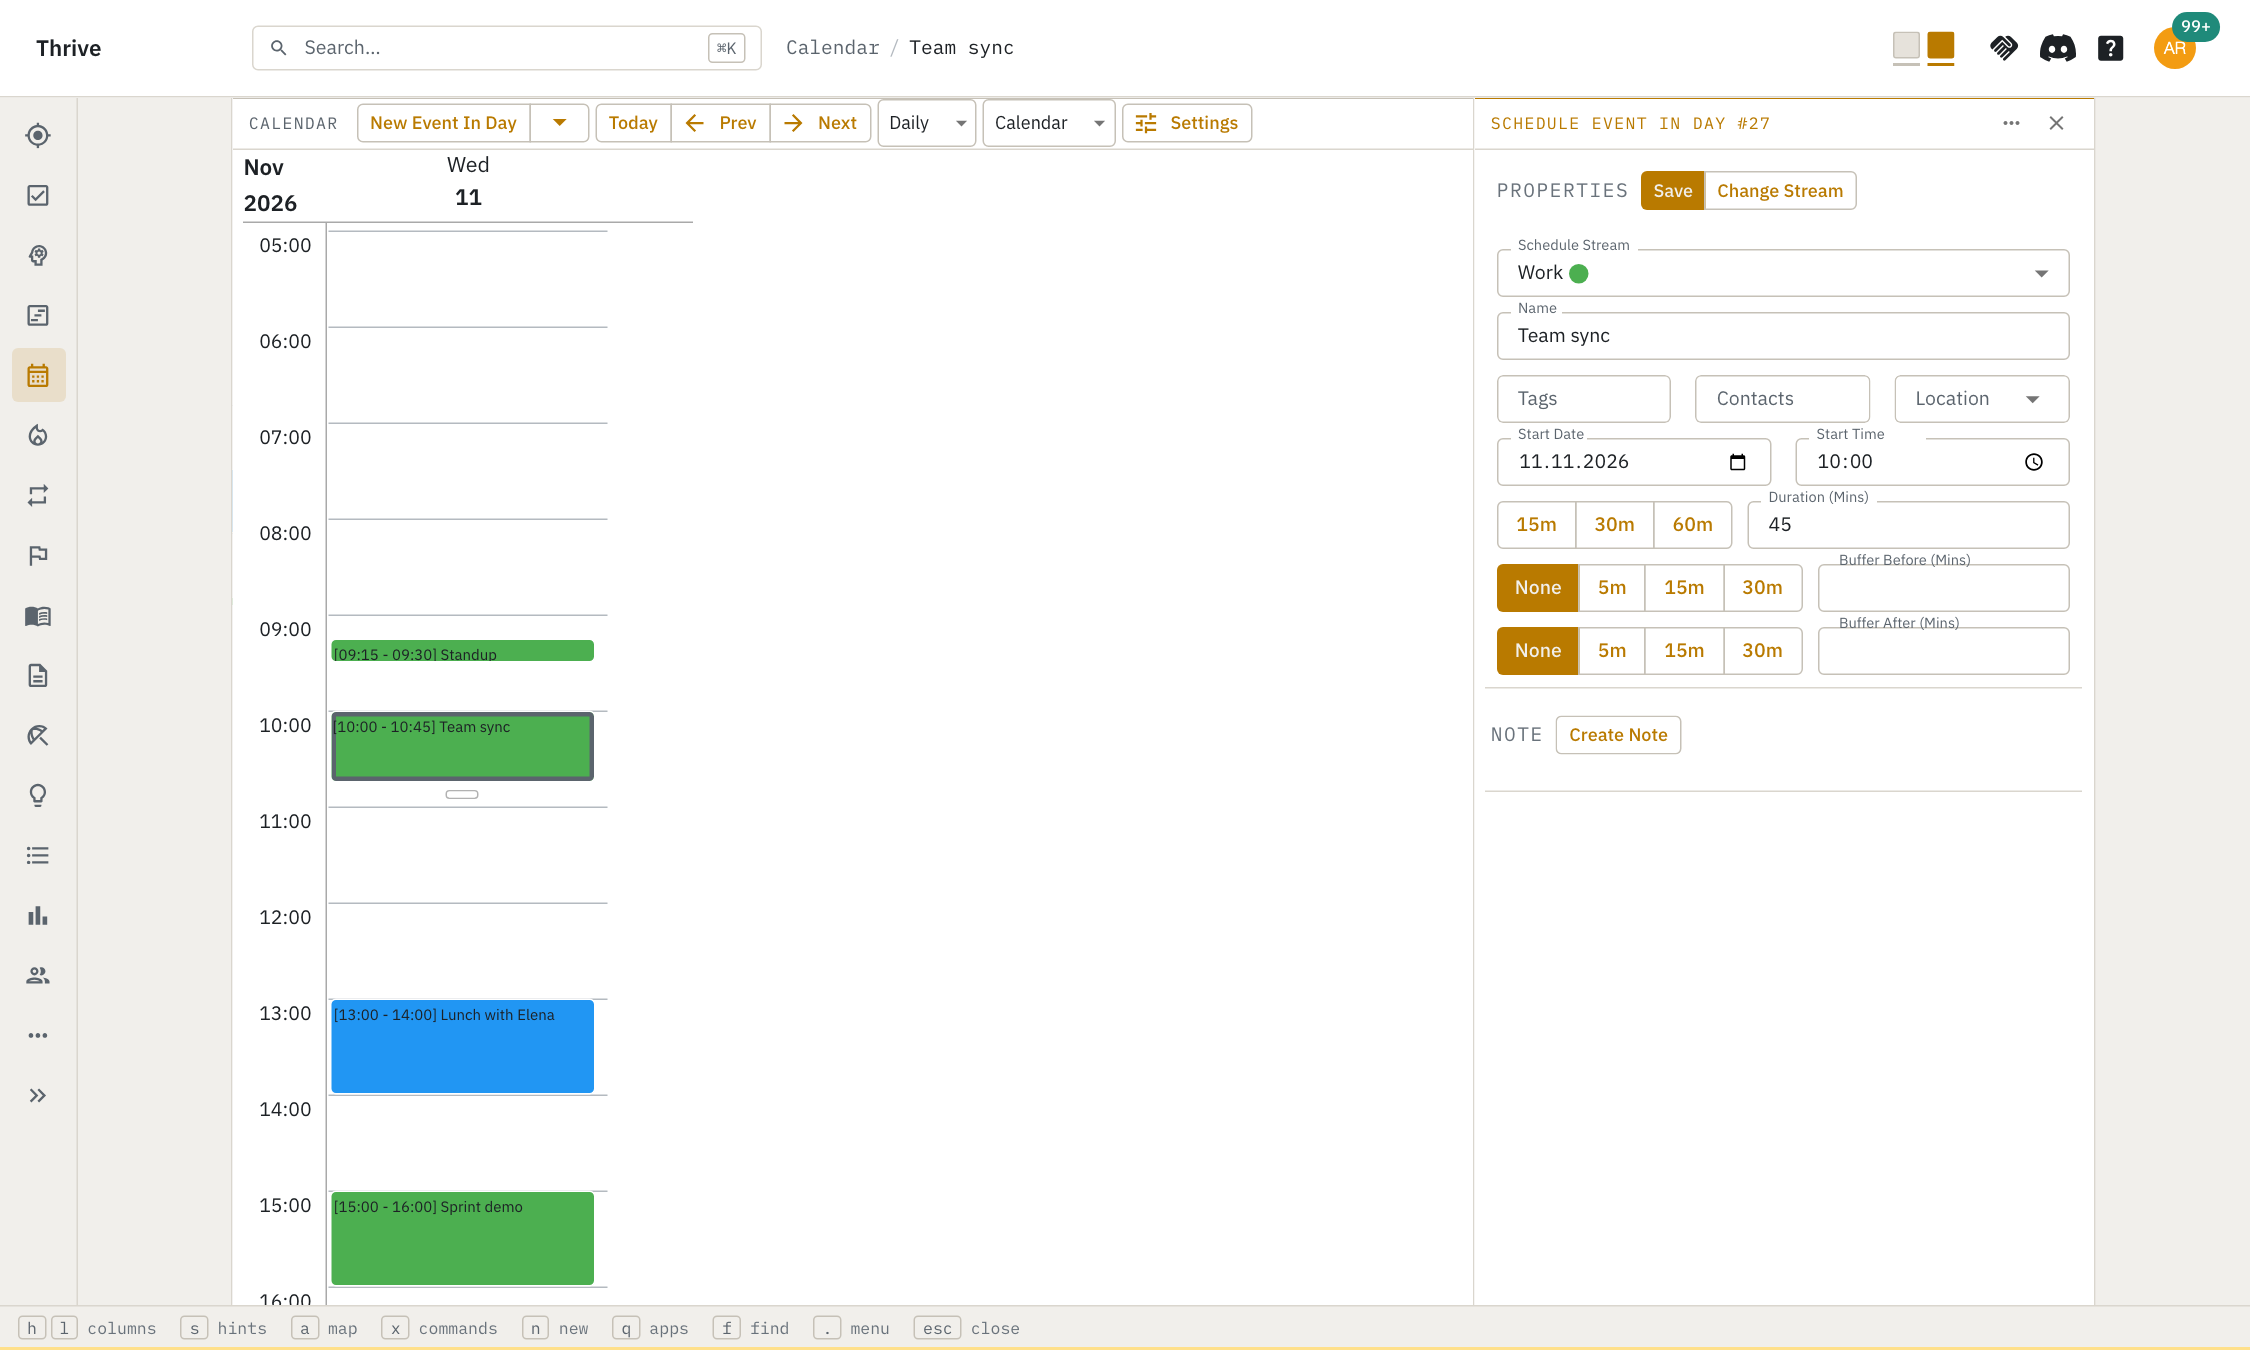 Thrive
Search...
⌘K
Calendar / Team sync
AR
99+
CALENDAR
New Event In Day
Today
Prev
Next
Daily
Calendar
Settings
SCHEDULE EVENT IN DAY #27
Nov
2026
Wed
11
05:00
06:00
07:00
08:00
09:00
[09:15 - 09:30] Standup
10:00
[10:00 - 10:45] Team sync
11:00
12:00
13:00
[13:00 - 14:00] Lunch with Elena
14:00
15:00
[15:00 - 16:00] Sprint demo
16:00
PROPERTIES
Save
Change Stream
Schedule Stream
Work
Name
Team sync
Tags
Contacts
Location
Start Date
11.11.2026
Start Time
10:00
15m
30m
60m
Duration (Mins)
45
None
5m
15m
30m
Buffer Before (Mins)
None
5m
15m
30m
Buffer After (Mins)
NOTE
Create Note
h l columns s hints a map x commands n new q apps f find . menu esc close